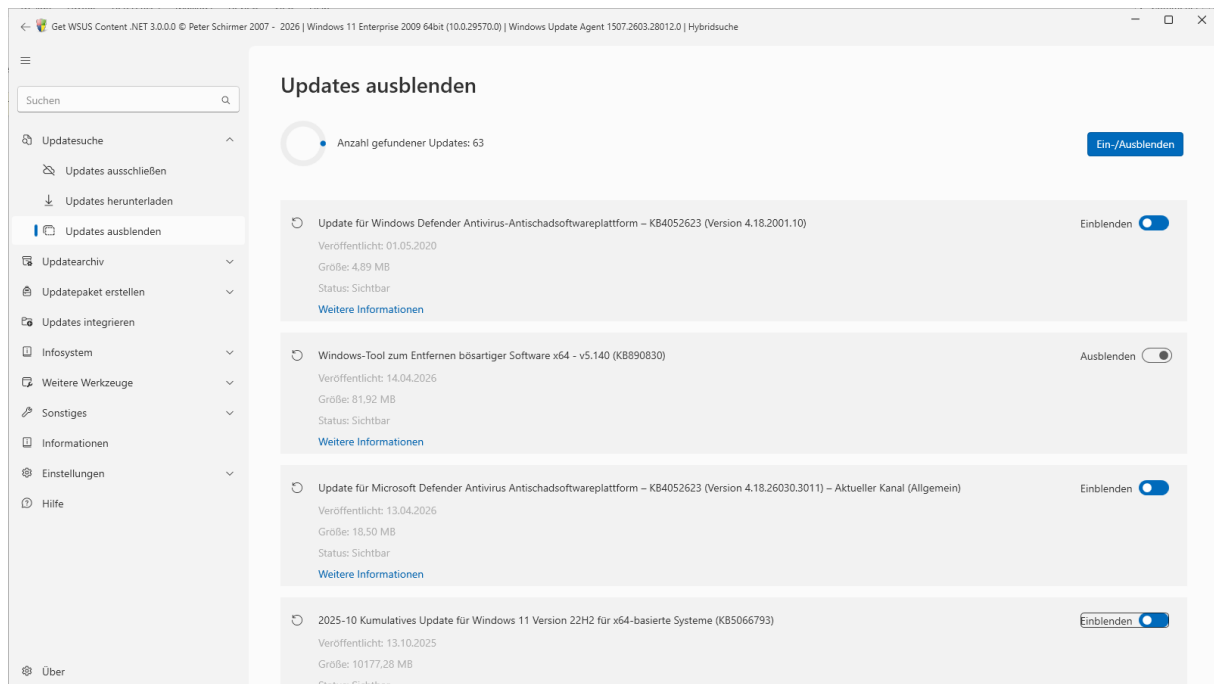 Get WSUS Content .NET 3.0.0.0 © Peter Schirmer 2007 - 2026 | Windows 11 Enterprise 2009 64bit (10.0.29570.0) | Windows Update Agent 1507.2603.28012.0 | Hybridsuche
Suchen
Updatesuche
Updates ausschließen
Updates herunterladen
Updates ausblenden
Updatearchiv
Updatepaket erstellen
Updates integrieren
Infosystem
Weitere Werkzeuge
Sonstiges
Informationen
Einstellungen
Hilfe
Über
Updates ausblenden
Anzahl gefundener Updates: 63
Ein-/Ausblenden
Update für Windows Defender Antivirus-Antischadsoftwareplattform – KB4052623 (Version 4.18.2001.10)
Einblenden
Veröffentlicht: 01.05.2020
Größe: 4,89 MB
Status: Sichtbar
Weitere Informationen
Windows-Tool zum Entfernen bösartiger Software x64 - v5.140 (KB890830)
Ausblenden
Veröffentlicht: 14.04.2026
Größe: 81,92 MB
Status: Sichtbar
Weitere Informationen
Update für Microsoft Defender Antivirus Antischadsoftwareplattform – KB4052623 (Version 4.18.26030.3011) – Aktueller Kanal (Allgemein)
Einblenden
Veröffentlicht: 13.04.2026
Größe: 18,50 MB
Status: Sichtbar
Weitere Informationen
2025-10 Kumulatives Update für Windows 11 Version 22H2 für x64-basierte Systeme (KB5066793)
Einblenden
Veröffentlicht: 13.10.2025
Größe: 10177,28 MB